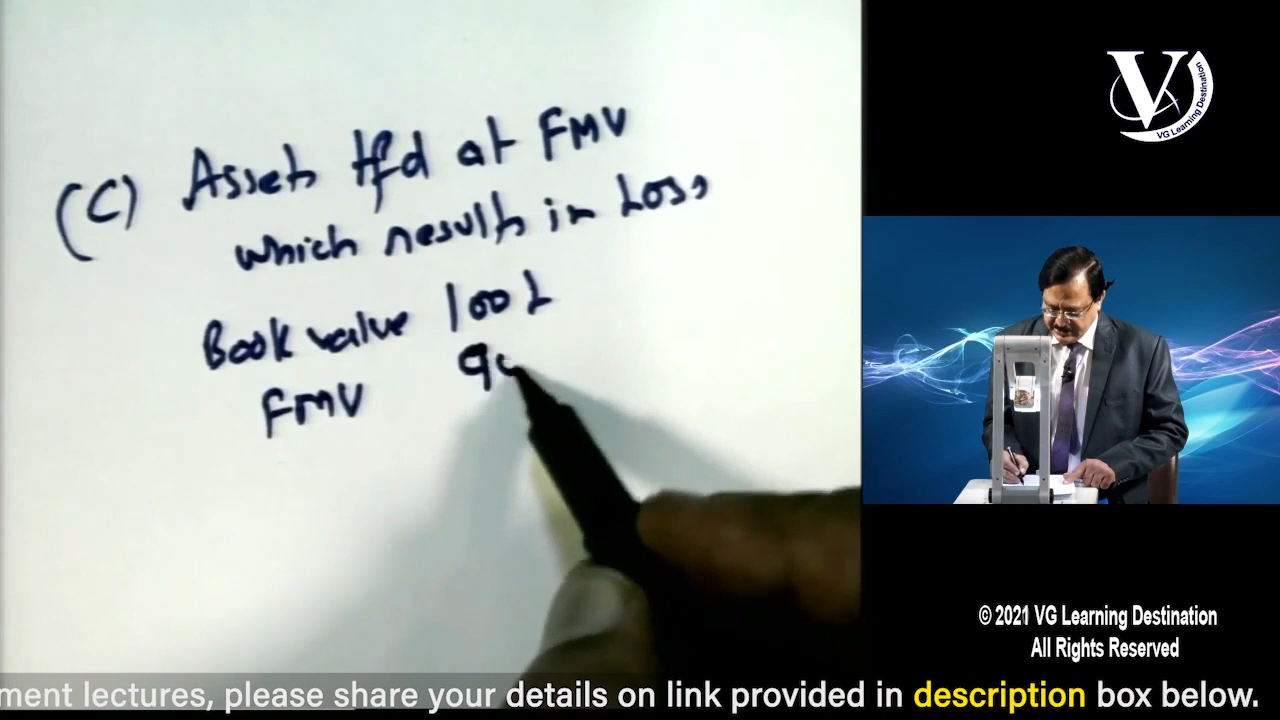 (C) Assets tfd at FMV
which results in Loss
Book value 100 L
FMV
VG Learning Destination
© 2021 VG Learning Destination
All Rights Reserved
ment lectures, please share your details on link provided in description box below.